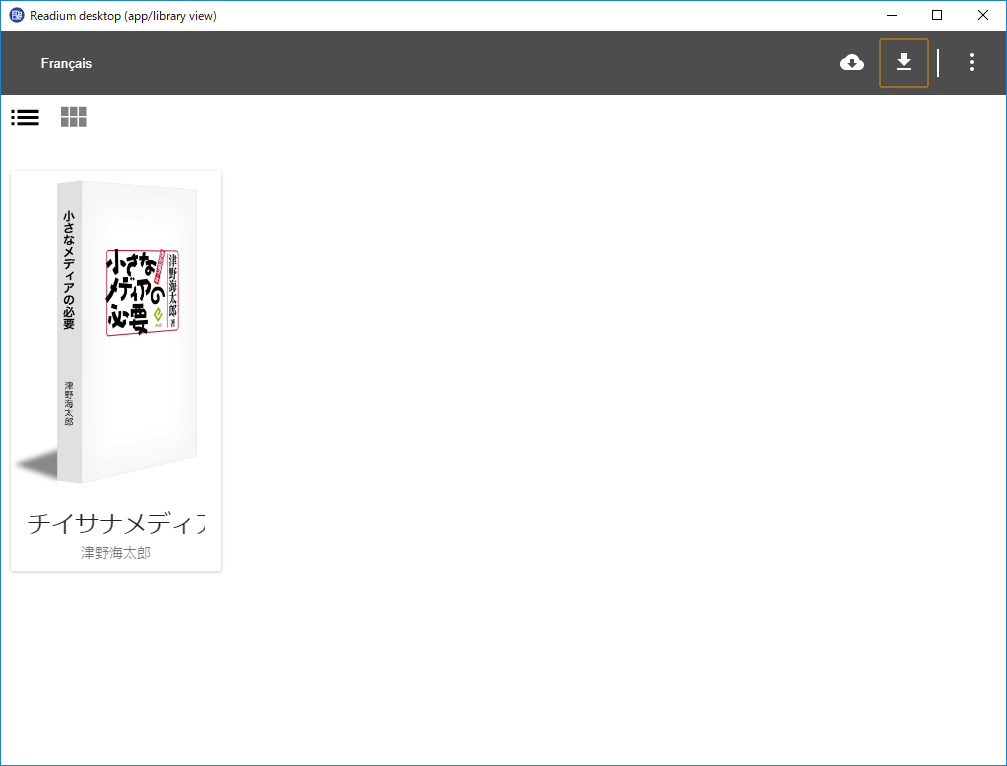 Readium desktop (app/library view)
Français
小さなメディアの必要
津野海太郎
小さな
メディアの
必要
津野海太郎 著
チイサナメディア
津野海太郎